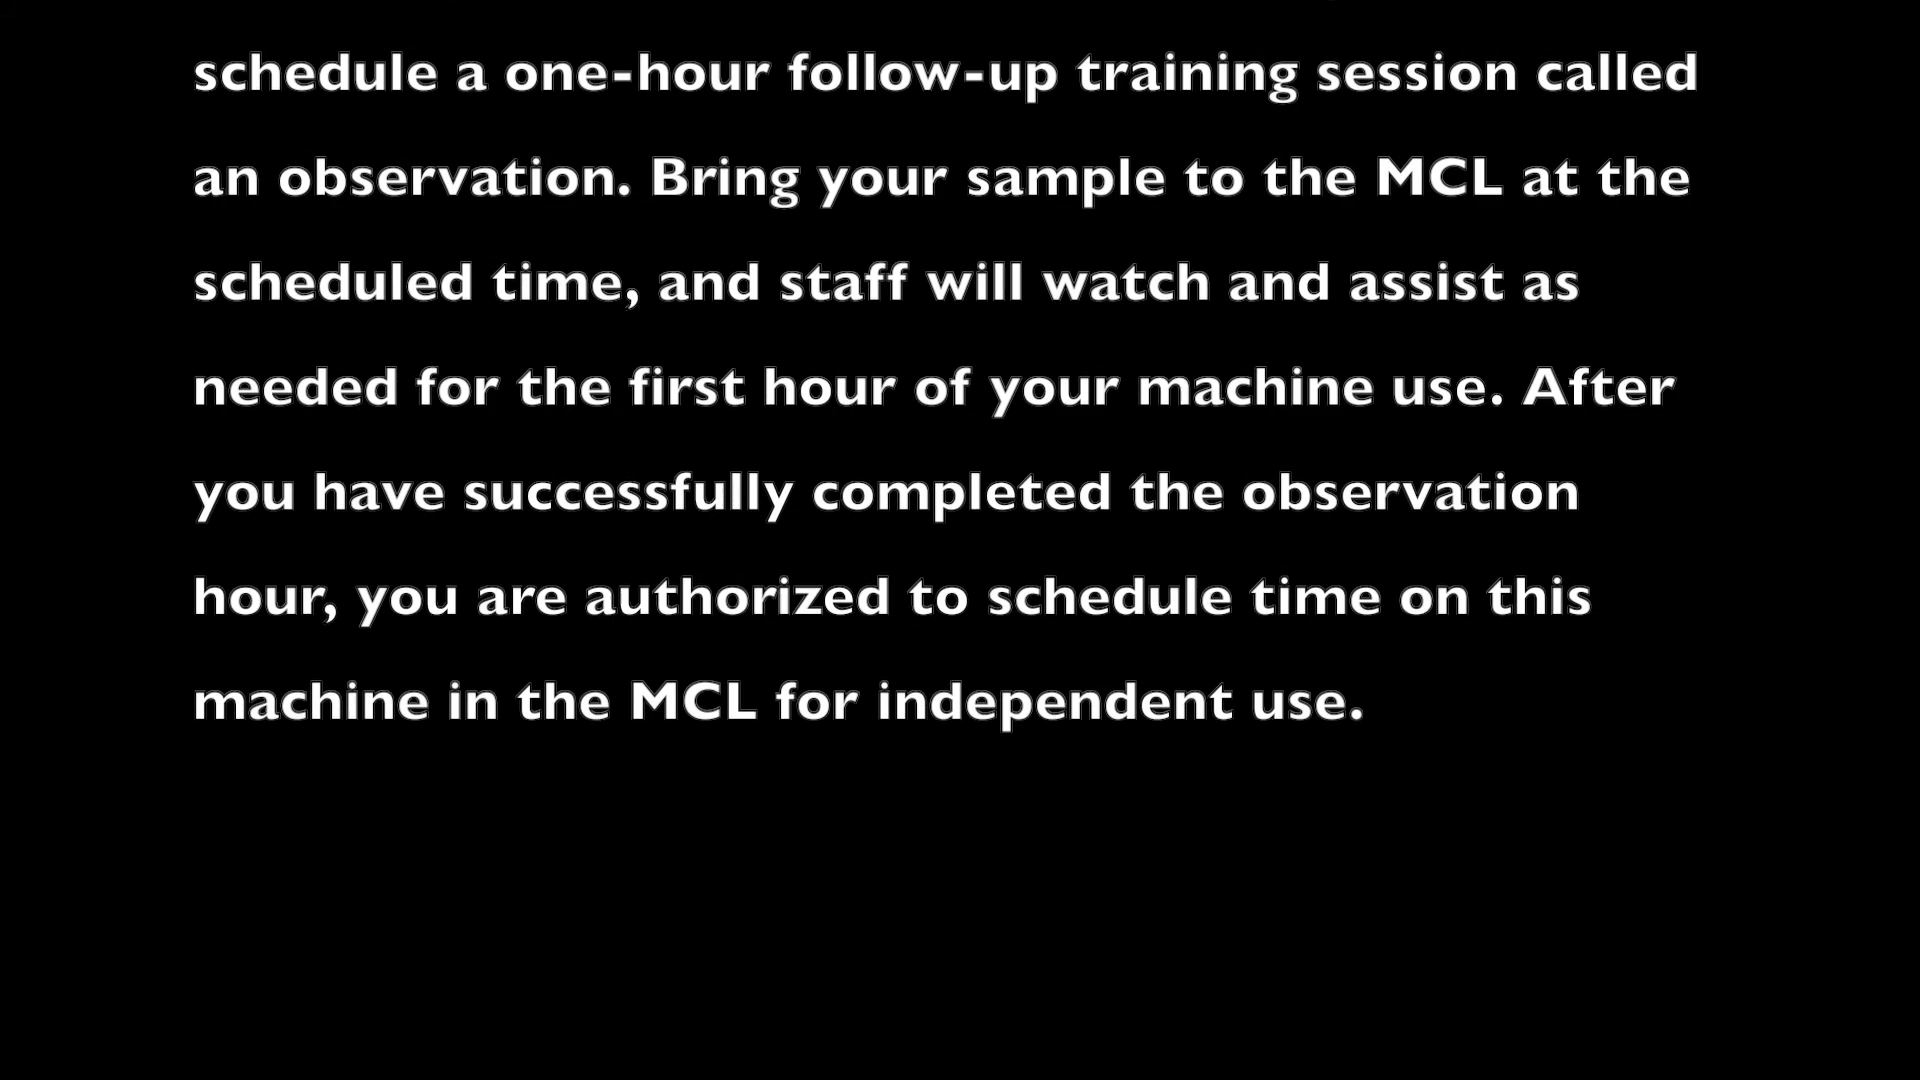 schedule a one-hour follow-up training session called
an observation. Bring your sample to the MCL at the
scheduled time, and staff will watch and assist as
needed for the first hour of your machine use. After
you have successfully completed the observation
hour, you are authorized to schedule time on this
machine in the MCL for independent use.